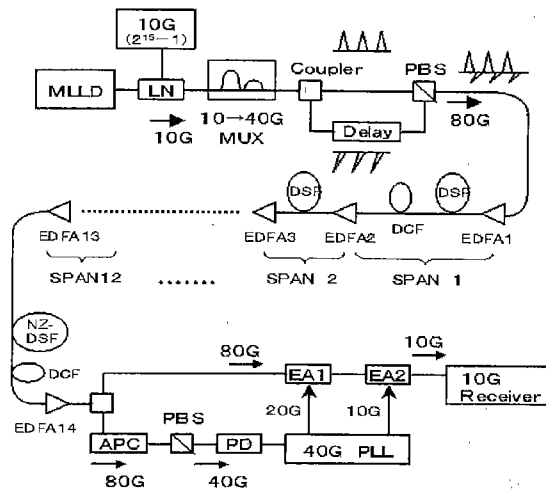 10G
(2¹⁵−1)
MLLD
LN
10G
10→40G
MUX
Coupler
Delay
PBS
80G
DSF
DSF
DCF
EDFA13
EDFA3
EDFA2
EDFA1
SPAN12
SPAN 2
SPAN 1
NZ-
DSF
DCF
EDFA14
80G
EA1
EA2
10G
10G
Receiver
20G
10G
APC
PBS
PD
40G PLL
80G
40G